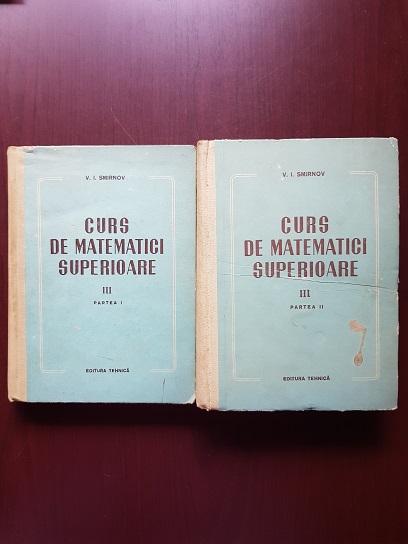 V. I. SMIRNOV
CURS
DE MATEMATICI
SUPERIOARE
III
PARTEA I
EDITURA TEHNICĂ
V. I. SMIRNOV
CURS
DE MATEMATICI
SUPERIOARE
III
PARTEA II
EDITURA TEHNICĂ